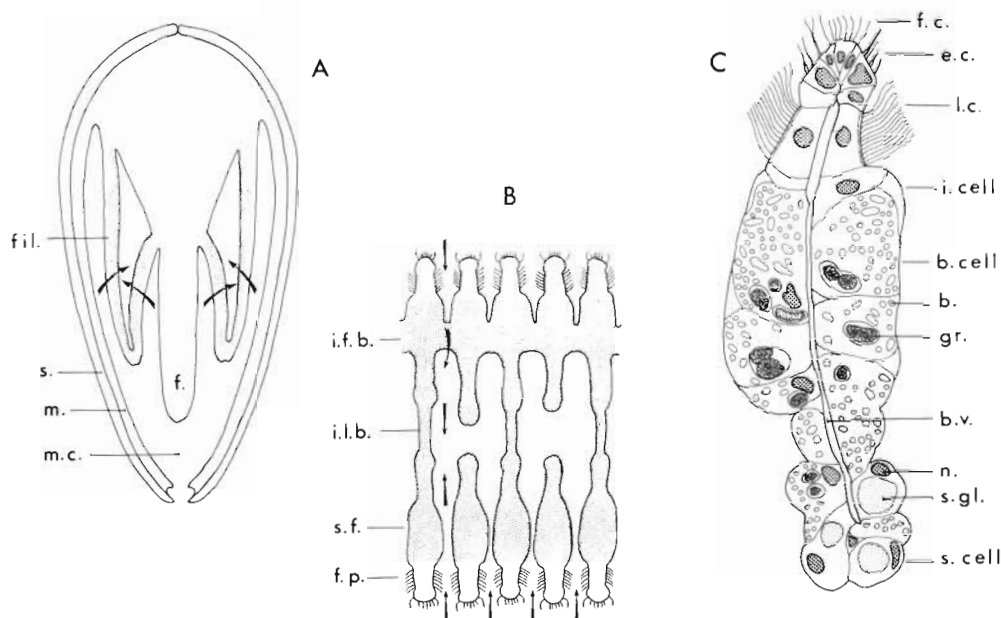 A
fil.
s.
m.
m.c.
f.
B
i.f.b.
i.l.b.
s.f.
f.p.
C
f.c.
e.c.
l.c.
i.cell
b.cell
b.
gr.
b.v.
n.
s.gl.
s.cell